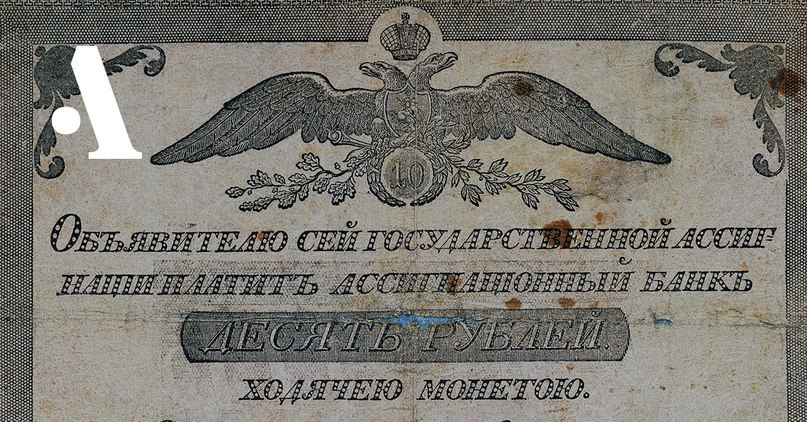 А
10
ОБЪЯВИТЕЛЮ СЕЙ ГОСУДАРСТВЕННОЙ АССИГ=
НАЦІИ ПЛАТИТЪ АССИГНАЦІОННЫЙ БАНКЪ
ДЕСЯТЬ РУБЛЕЙ.
ХОДЯЧЕЮ МОНЕТОЮ.